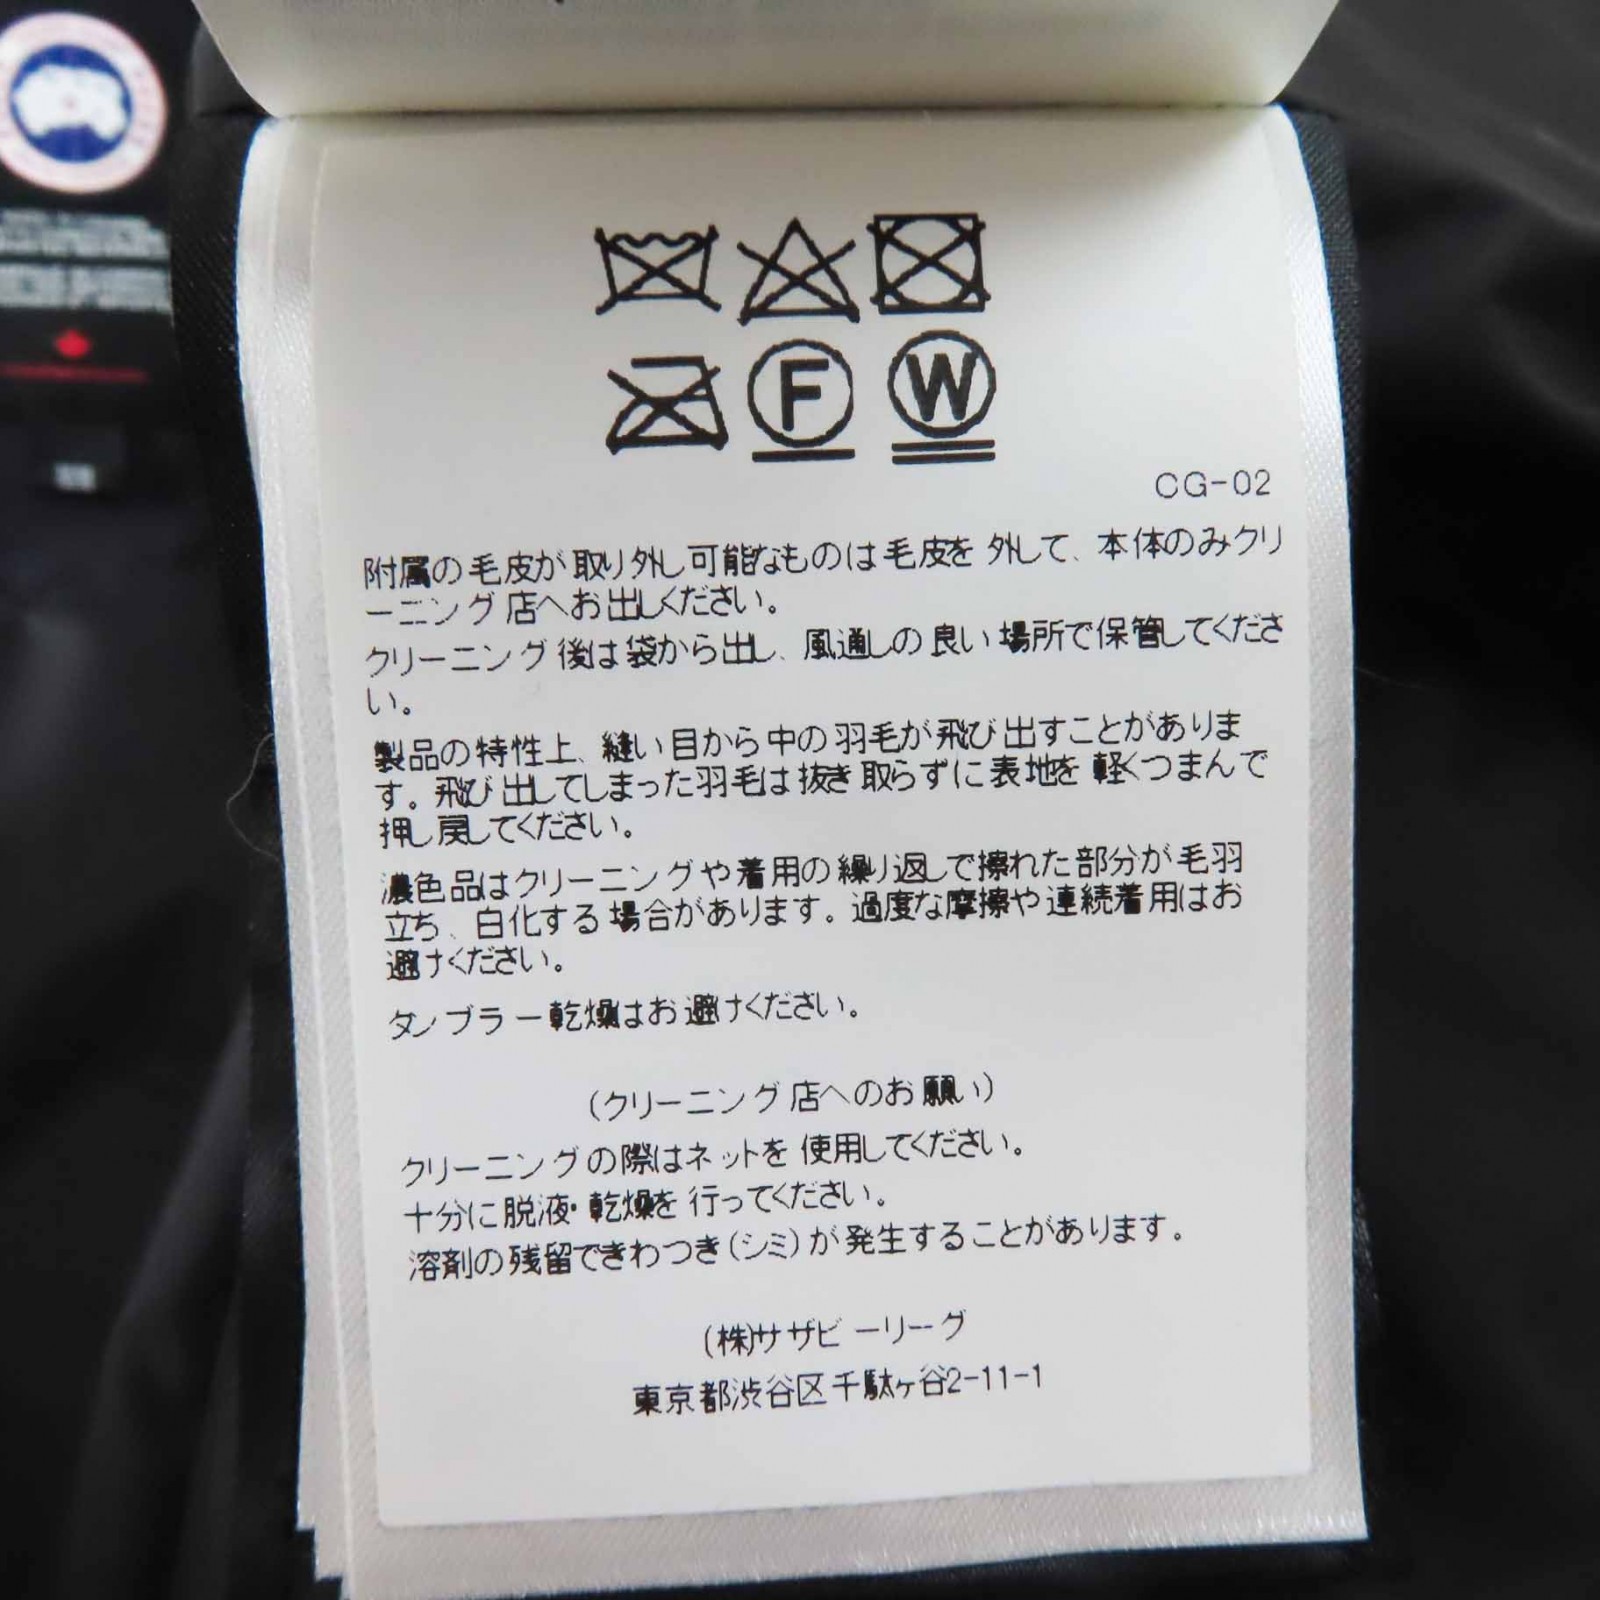 F W
CG-02
附属の毛皮が取り外し可能なものは毛皮を外して、本体のみクリ
ーニング店へお出しください。
クリーニング後は袋から出し、風通しの良い場所で保管してくださ
い。
製品の特性上、縫い目から中の羽毛が飛び出すことがありま
す。飛び出してしまった羽毛は抜き取らずに表地を軽くつまんで
押し戻してください。
濃色品はクリーニングや着用の繰り返しで擦れた部分が毛羽
立ち、白化する場合があります。過度な摩擦や連続着用はお
避けください。
タンブラー乾燥はお避けください。
(クリーニング店へのお願い)
クリーニングの際はネットを使用してください。
十分に脱液・乾燥を行ってください。
溶剤の残留できわつき(シミ)が発生することがあります。
(株)サザビーリーグ
東京都渋谷区千駄ヶ谷2-11-1